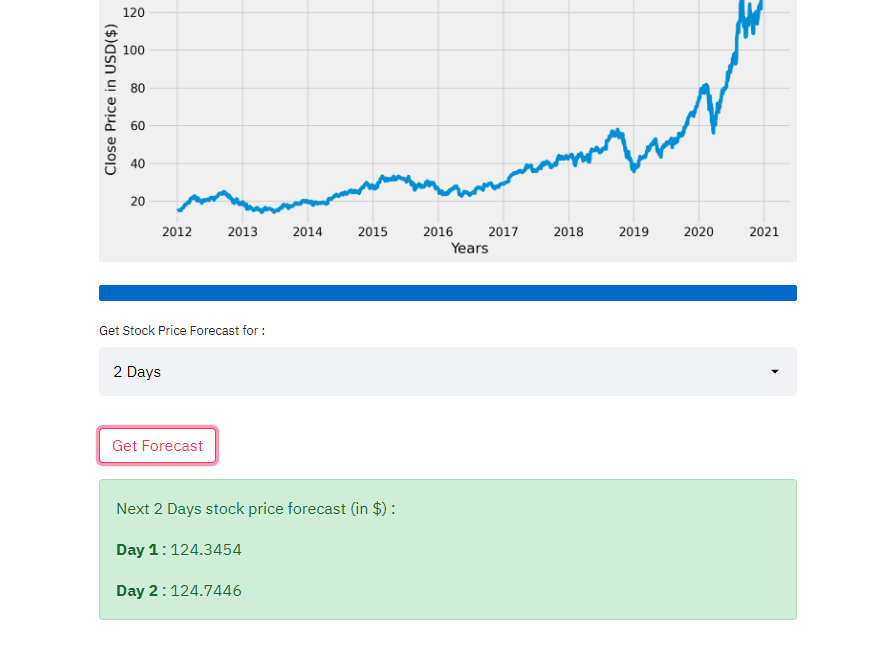 120
100
80
60
40
20
Close Price in USD($)
2012 2013 2014 2015 2016 2017 2018 2019 2020 2021
Years
Get Stock Price Forecast for :
2 Days
Get Forecast
Next 2 Days stock price forecast (in $) :
Day 1 : 124.3454
Day 2 : 124.7446